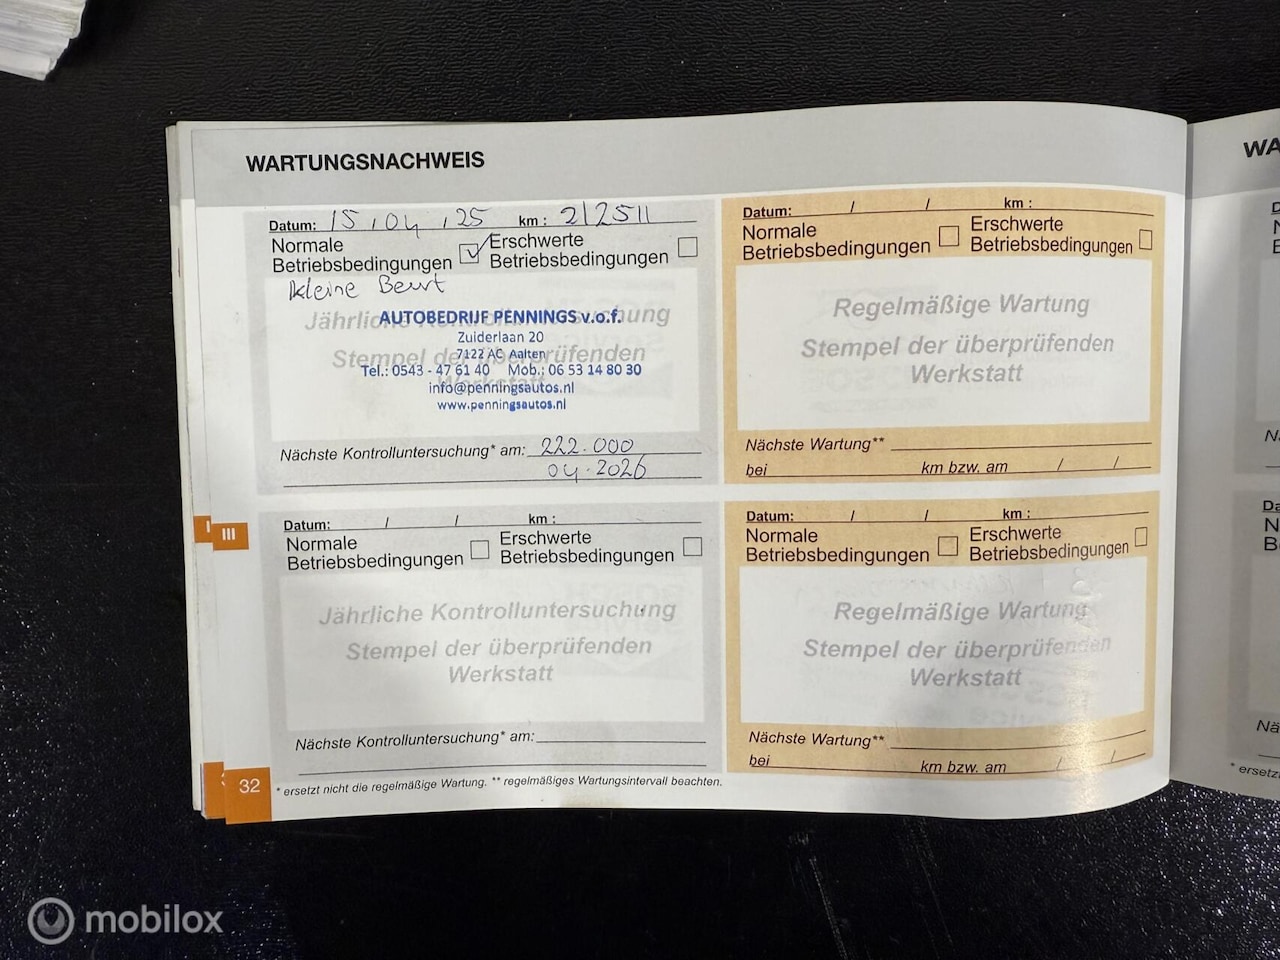 WARTUNGSNACHWEIS
Datum: 15 , 04 , 25 km : 212511
Normale Betriebsbedingungen Erschwerte Betriebsbedingungen
kleine Beurt
Jährliche Kontrolluntersuchung
Stempel der überprüfenden
Werkstatt
AUTOBEDRIJF PENNINGS v.o.f.
Zuiderlaan 20
7122 AC Aalten
Tel.: 0543 - 47 61 40 Mob.: 06 53 14 80 30
info@penningsautos.nl
www.penningsautos.nl
Nächste Kontrolluntersuchung* am: 222.000
04-2026
Datum: / / km :
Normale Betriebsbedingungen Erschwerte Betriebsbedingungen
Regelmäßige Wartung
Stempel der überprüfenden
Werkstatt
Nächste Wartung**
bei km bzw. am / /
III
Datum: / / km :
Normale Betriebsbedingungen Erschwerte Betriebsbedingungen
Jährliche Kontrolluntersuchung
Stempel der überprüfenden
Werkstatt
Nächste Kontrolluntersuchung* am:
Datum: / / km :
Normale Betriebsbedingungen Erschwerte Betriebsbedingungen
Regelmäßige Wartung
Stempel der überprüfenden
Werkstatt
Nächste Wartung**
bei km bzw. am / /
32
* ersetzt nicht die regelmäßige Wartung. ** regelmäßiges Wartungsintervall beachten.
WA
* ersetz
mobilox